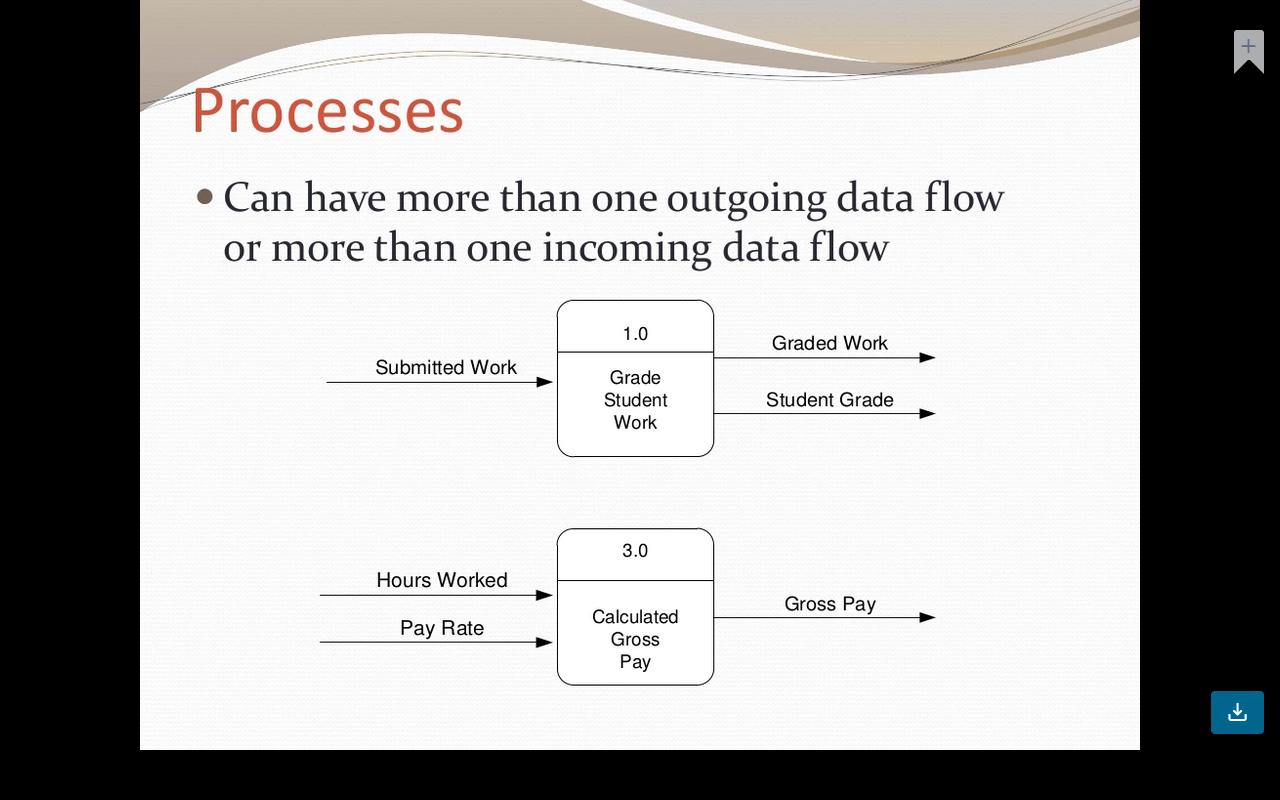 Processes
Can have more than one outgoing data flow
or more than one incoming data flow
1.0
Grade
Student
Work
Submitted Work
Graded Work
Student Grade
3.0
Calculated
Gross
Pay
Hours Worked
Pay Rate
Gross Pay